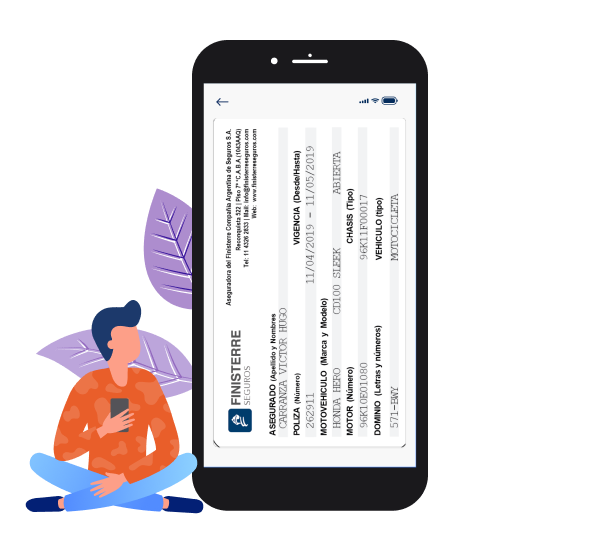 FINISTERRE
SEGUROS
Aseguradora del Finisterre Compañía Argentina de Seguros S.A.
Reconquista 522 | Piso 7° °C.A.B.A (1043AAQ)
Tel: 11 4326 2833 | Mail: info@finisterreseguros.com
Web: www.finisterreseguros.com
ASEGURADO (Apellido y Nombres
CARRANZA VICTOR HUGO
POLIZA (Número) VIGENCIA (Desde/Hasta)
262911 11/04/2019 - 11/05/2019
MOTOVEHICULO (Marca y Modelo)
HONDA HERO CD100 SLEEK ABIERTA
MOTOR (Número) CHASIS (Tipo)
96K10E01080 96K11F00017
DOMINIO (Letras y números) VEHICULO (tipo)
571-BWY MOTOCICLETA